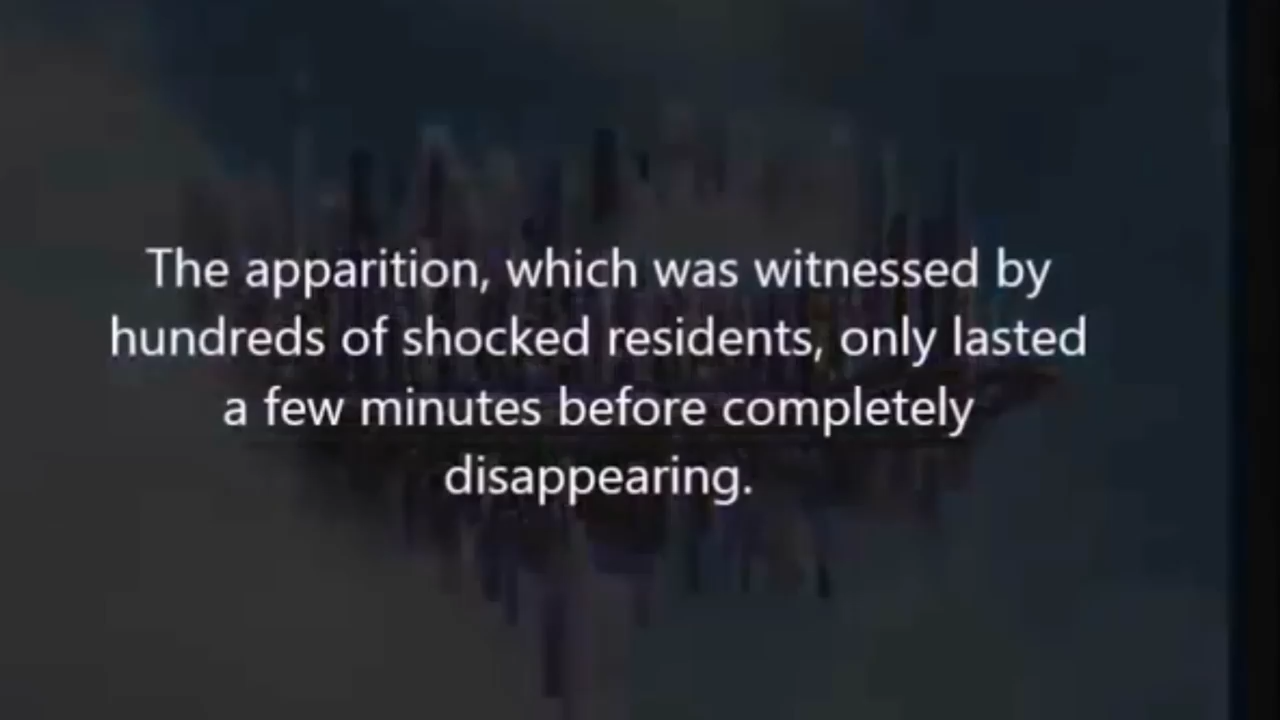 The apparition, which was witnessed by
hundreds of shocked residents, only lasted
a few minutes before completely
disappearing.